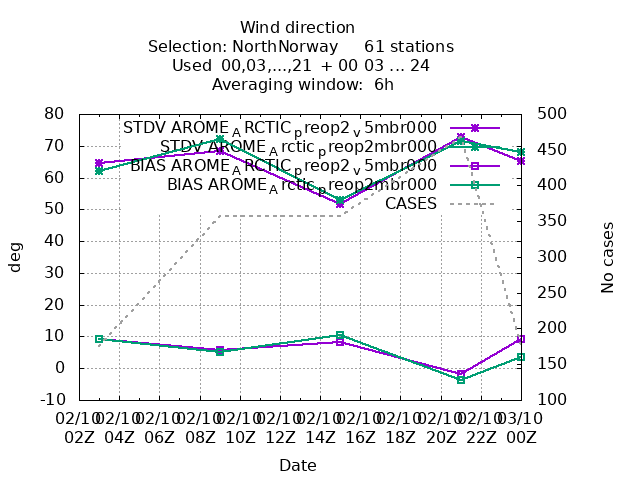 Wind direction
Selection: NorthNorway 61 stations
Used 00,03,...,21 + 00 03 ... 24
Averaging window: 6h
STDV AROME_ARCTIC_preop2_v5mbr000
STDV AROME_Arctic_preop2mbr000
BIAS AROME_ARCTIC_preop2_v5mbr000
BIAS AROME_Arctic_preop2mbr000
CASES
80
70
60
50
40
30
20
10
0
-10
deg
500
450
400
350
300
250
200
150
100
No cases
02/10 02/10 02/10 02/10 02/10 02/10 02/10 02/10 02/10 02/10 02/10 03/10
02Z 04Z 06Z 08Z 10Z 12Z 14Z 16Z 18Z 20Z 22Z 00Z
Date